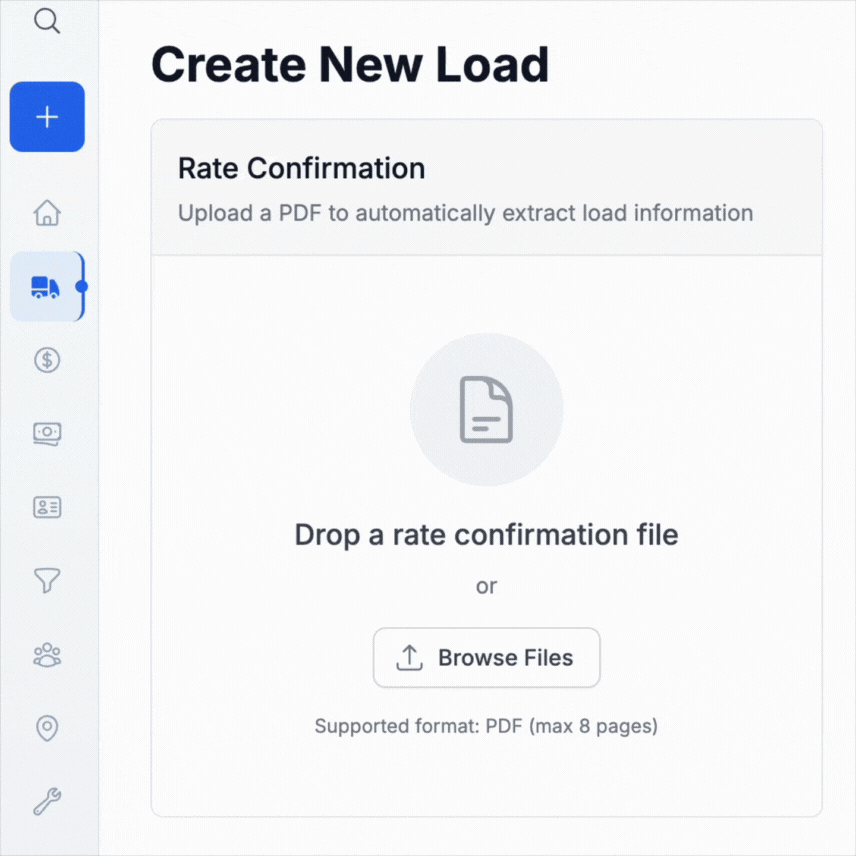 Create New Load
Rate Confirmation
Upload a PDF to automatically extract load information
Drop a rate confirmation file
or
Browse Files
Supported format: PDF (max 8 pages)